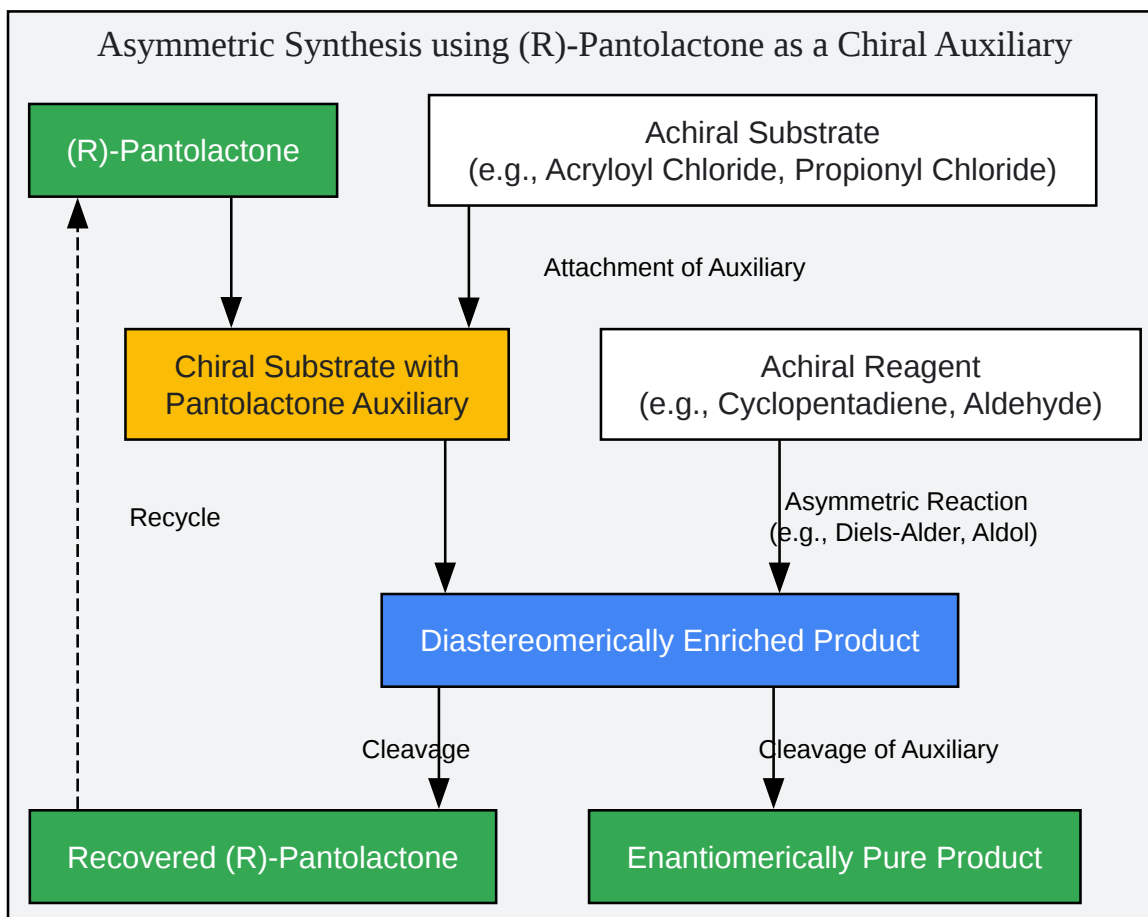 Asymmetric Synthesis using (R)-Pantolactone as a Chiral Auxiliary
(R)-Pantolactone
Achiral Substrate
(e.g., Acryloyl Chloride, Propionyl Chloride)
Attachment of Auxiliary
Chiral Substrate with
Pantolactone Auxiliary
Achiral Reagent
(e.g., Cyclopentadiene, Aldehyde)
Recycle
Asymmetric Reaction
(e.g., Diels-Alder, Aldol)
Diastereomerically Enriched Product
Cleavage
Cleavage of Auxiliary
Recovered (R)-Pantolactone
Enantiomerically Pure Product